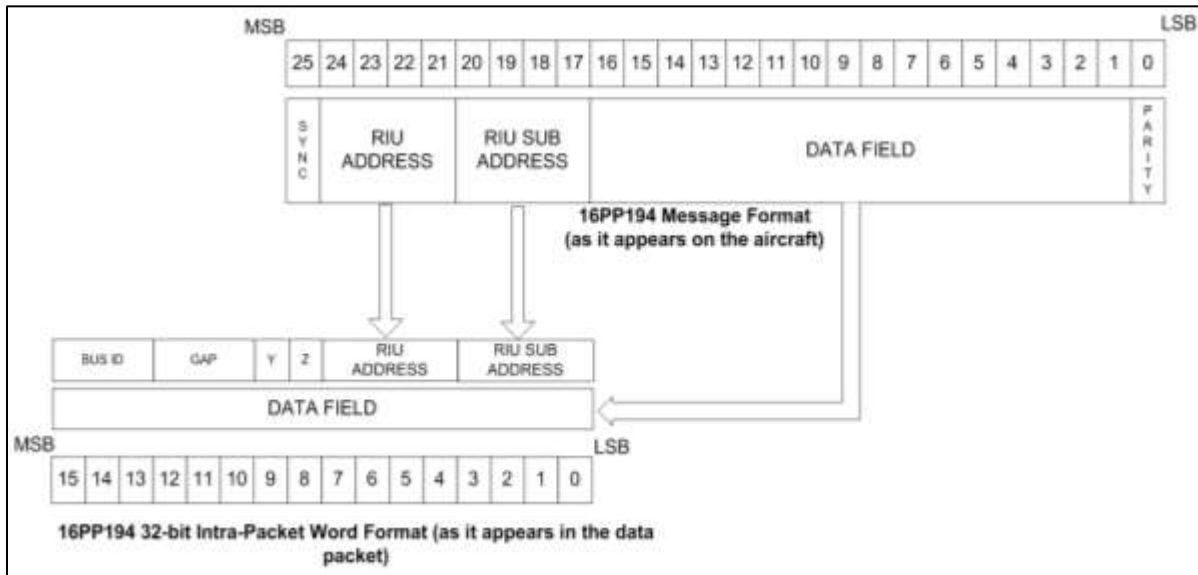 MSB LSB
25 24 23 22 21 20 19 18 17 16 15 14 13 12 11 10 9 8 7 6 5 4 3 2 1 0
SYNC
RIU
ADDRESS
RIU SUB
ADDRESS
DATA FIELD
PARITY
16PP194 Message Format
(as it appears on the aircraft)
BUS ID GAP Y Z
RIU
ADDRESS
RIU SUB
ADDRESS
DATA FIELD
MSB LSB
15 14 13 12 11 10 9 8 7 6 5 4 3 2 1 0
16PP194 32-bit Intra-Packet Word Format (as it appears in the data
packet)